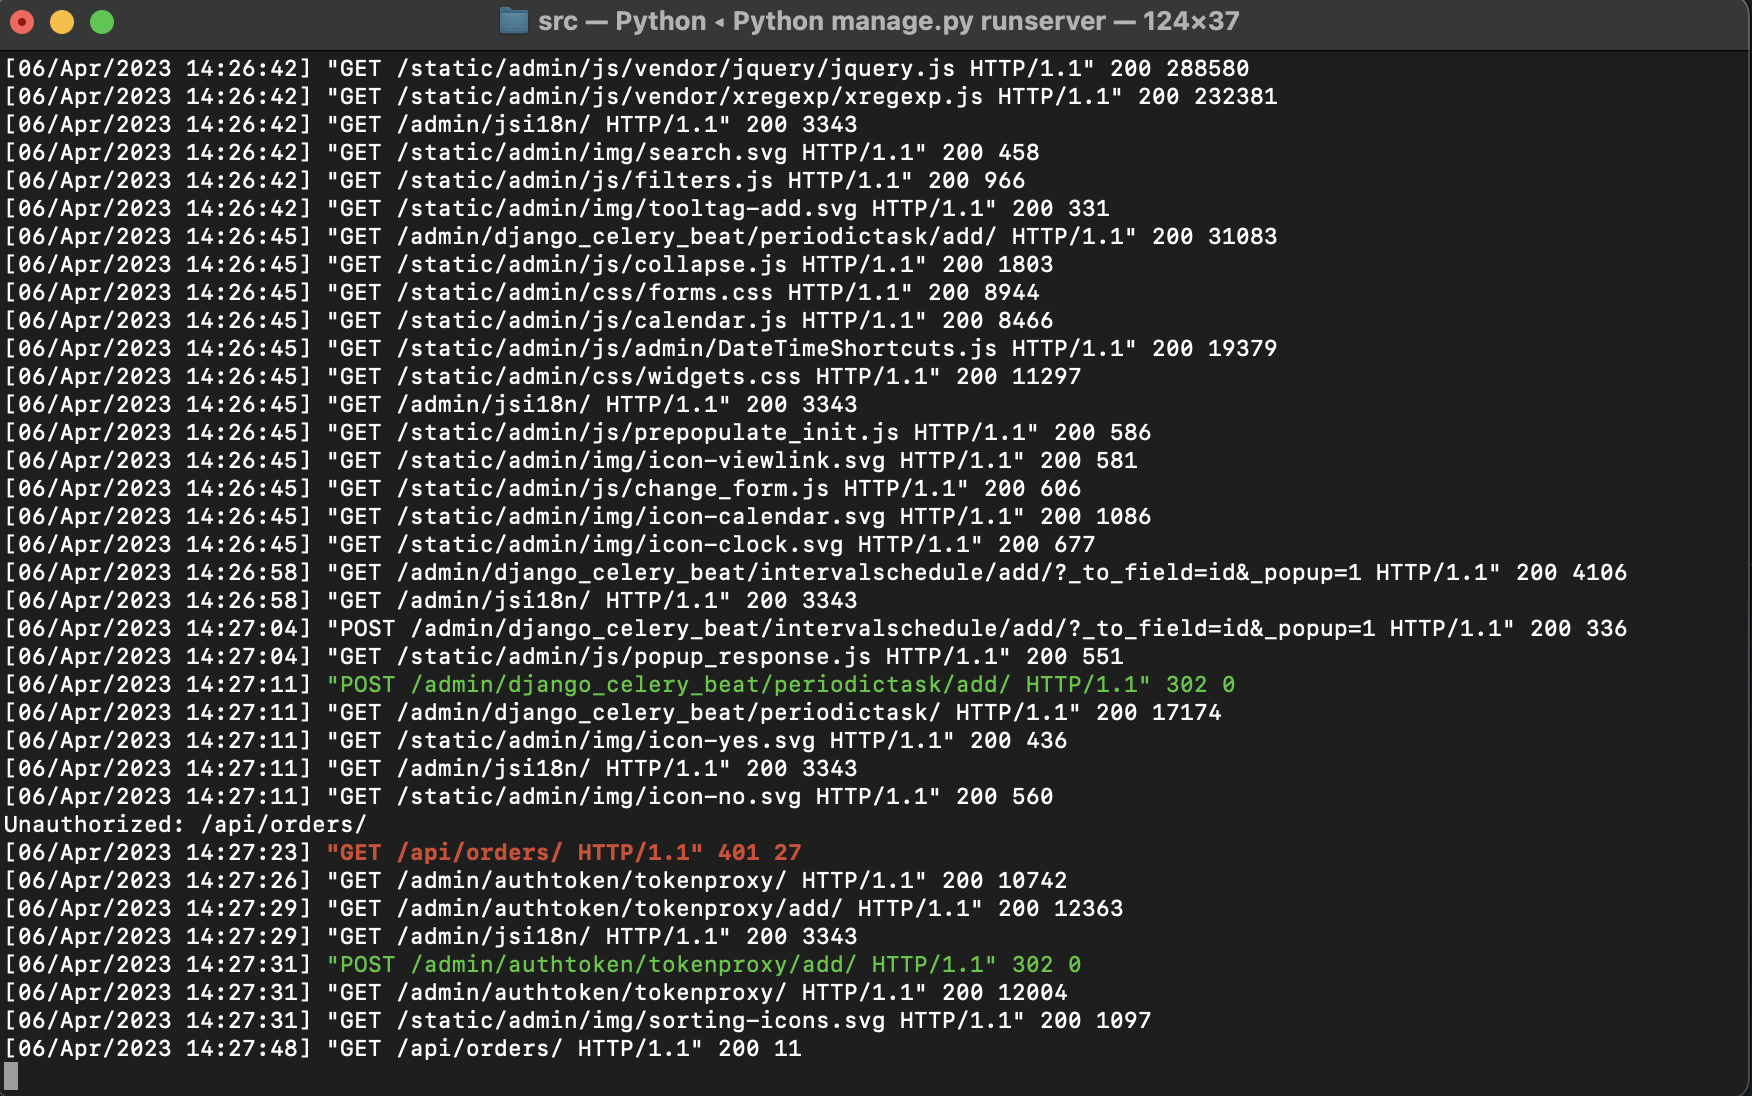 src — Python ◂ Python manage.py runserver — 124×37
[06/Apr/2023 14:26:42] "GET /static/admin/js/vendor/jquery/jquery.js HTTP/1.1" 200 288580
[06/Apr/2023 14:26:42] "GET /static/admin/js/vendor/xregexp/xregexp.js HTTP/1.1" 200 232381
[06/Apr/2023 14:26:42] "GET /admin/jsi18n/ HTTP/1.1" 200 3343
[06/Apr/2023 14:26:42] "GET /static/admin/img/search.svg HTTP/1.1" 200 458
[06/Apr/2023 14:26:42] "GET /static/admin/js/filters.js HTTP/1.1" 200 966
[06/Apr/2023 14:26:42] "GET /static/admin/img/tooltag-add.svg HTTP/1.1" 200 331
[06/Apr/2023 14:26:45] "GET /admin/django_celery_beat/periodictask/add/ HTTP/1.1" 200 31083
[06/Apr/2023 14:26:45] "GET /static/admin/js/collapse.js HTTP/1.1" 200 1803
[06/Apr/2023 14:26:45] "GET /static/admin/css/forms.css HTTP/1.1" 200 8944
[06/Apr/2023 14:26:45] "GET /static/admin/js/calendar.js HTTP/1.1" 200 8466
[06/Apr/2023 14:26:45] "GET /static/admin/js/admin/DateTimeShortcuts.js HTTP/1.1" 200 19379
[06/Apr/2023 14:26:45] "GET /static/admin/css/widgets.css HTTP/1.1" 200 11297
[06/Apr/2023 14:26:45] "GET /admin/jsi18n/ HTTP/1.1" 200 3343
[06/Apr/2023 14:26:45] "GET /static/admin/js/prepopulate_init.js HTTP/1.1" 200 586
[06/Apr/2023 14:26:45] "GET /static/admin/img/icon-viewlink.svg HTTP/1.1" 200 581
[06/Apr/2023 14:26:45] "GET /static/admin/js/change_form.js HTTP/1.1" 200 606
[06/Apr/2023 14:26:45] "GET /static/admin/img/icon-calendar.svg HTTP/1.1" 200 1086
[06/Apr/2023 14:26:45] "GET /static/admin/img/icon-clock.svg HTTP/1.1" 200 677
[06/Apr/2023 14:26:58] "GET /admin/django_celery_beat/intervalschedule/add/?_to_field=id&_popup=1 HTTP/1.1" 200 4106
[06/Apr/2023 14:26:58] "GET /admin/jsi18n/ HTTP/1.1" 200 3343
[06/Apr/2023 14:27:04] "POST /admin/django_celery_beat/intervalschedule/add/?_to_field=id&_popup=1 HTTP/1.1" 200 336
[06/Apr/2023 14:27:04] "GET /static/admin/js/popup_response.js HTTP/1.1" 200 551
[06/Apr/2023 14:27:11] "POST /admin/django_celery_beat/periodictask/add/ HTTP/1.1" 302 0
[06/Apr/2023 14:27:11] "GET /admin/django_celery_beat/periodictask/ HTTP/1.1" 200 17174
[06/Apr/2023 14:27:11] "GET /static/admin/img/icon-yes.svg HTTP/1.1" 200 436
[06/Apr/2023 14:27:11] "GET /admin/jsi18n/ HTTP/1.1" 200 3343
[06/Apr/2023 14:27:11] "GET /static/admin/img/icon-no.svg HTTP/1.1" 200 560
Unauthorized: /api/orders/
[06/Apr/2023 14:27:23] "GET /api/orders/ HTTP/1.1" 401 27
[06/Apr/2023 14:27:26] "GET /admin/authtoken/tokenproxy/ HTTP/1.1" 200 10742
[06/Apr/2023 14:27:29] "GET /admin/authtoken/tokenproxy/add/ HTTP/1.1" 200 12363
[06/Apr/2023 14:27:29] "GET /admin/jsi18n/ HTTP/1.1" 200 3343
[06/Apr/2023 14:27:31] "POST /admin/authtoken/tokenproxy/add/ HTTP/1.1" 302 0
[06/Apr/2023 14:27:31] "GET /admin/authtoken/tokenproxy/ HTTP/1.1" 200 12004
[06/Apr/2023 14:27:31] "GET /static/admin/img/sorting-icons.svg HTTP/1.1" 200 1097
[06/Apr/2023 14:27:48] "GET /api/orders/ HTTP/1.1" 200 11